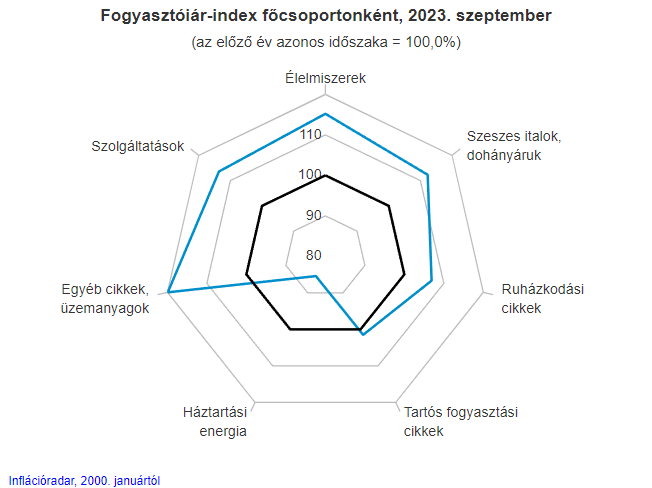 Fogyasztóiár-index főcsoportonként, 2023. szeptember
(az előző év azonos időszaka = 100,0%)
Élelmiszerek
Szeszes italok,
dohányáruk
Szolgáltatások
110
100
90
80
Egyéb cikkek,
üzemanyagok
Ruházkodási
cikkek
Háztartási
energia
Tartós fogyasztási
cikkek
Inflációradar, 2000. januártól